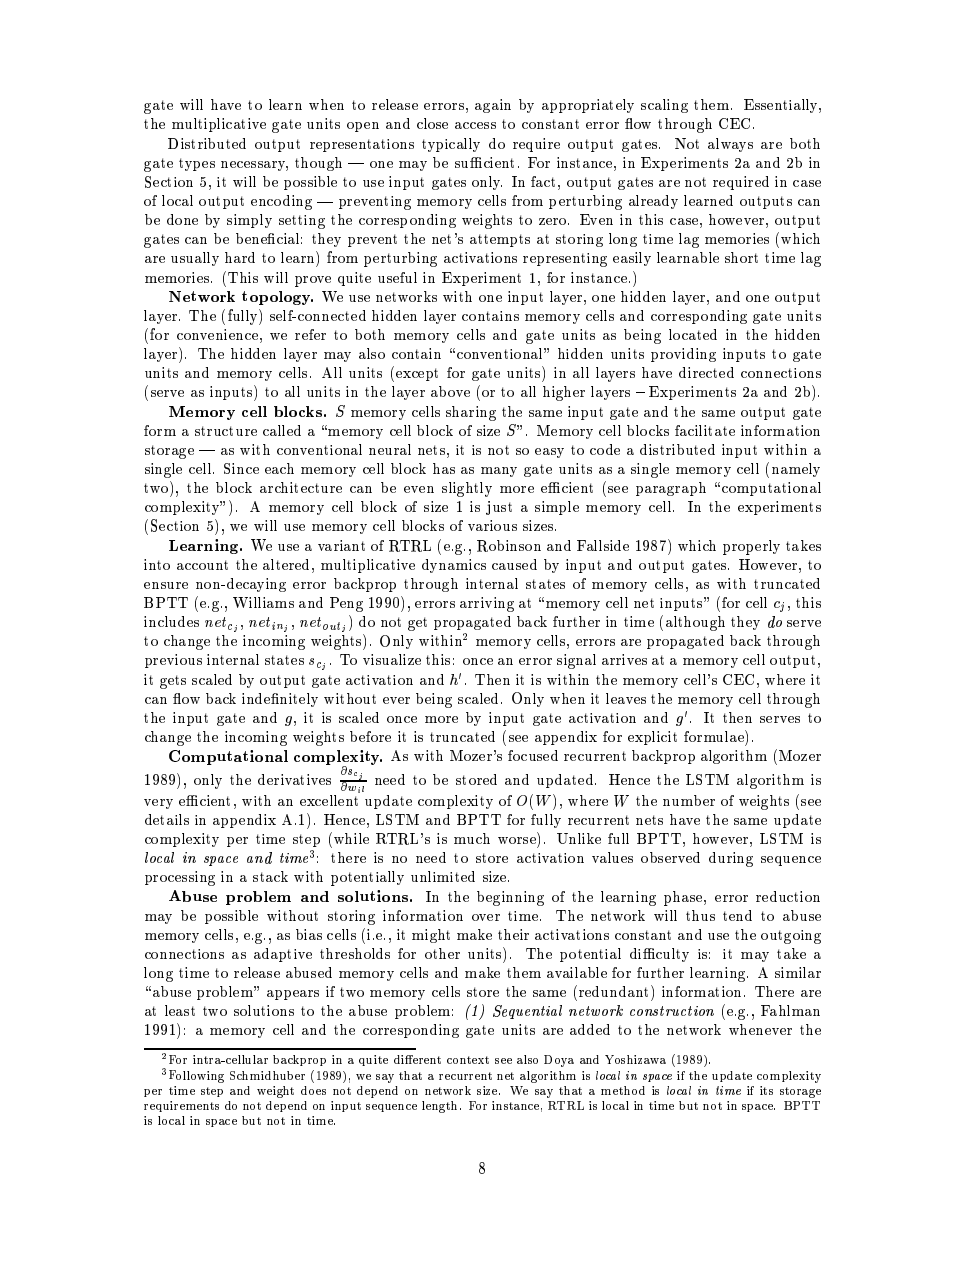 gate will have to learn when to release errors, again by appropriately scaling them. Essentially,
the multiplicative gate units open and close access to constant error flow through CEC.
Distributed output representations typically do require output gates. Not always are both
gate types necessary, though — one may be sufficient. For instance, in Experiments 2a and 2b in
Section 5, it will be possible to use input gates only. In fact, output gates are not required in case
of local output encoding — preventing memory cells from perturbing already learned outputs can
be done by simply setting the corresponding weights to zero. Even in this case, however, output
gates can be beneficial: they prevent the net's attempts at storing long time lag memories (which
are usually hard to learn) from perturbing activations representing easily learnable short time lag
memories. (This will prove quite useful in Experiment 1, for instance.)
Network topology. We use networks with one input layer, one hidden layer, and one output
layer. The (fully) self-connected hidden layer contains memory cells and corresponding gate units
(for convenience, we refer to both memory cells and gate units as being located in the hidden
layer). The hidden layer may also contain "conventional" hidden units providing inputs to gate
units and memory cells. All units (except for gate units) in all layers have directed connections
(serve as inputs) to all units in the layer above (or to all higher layers – Experiments 2a and 2b).
Memory cell blocks. S memory cells sharing the same input gate and the same output gate
form a structure called a "memory cell block of size S". Memory cell blocks facilitate information
storage — as with conventional neural nets, it is not so easy to code a distributed input within a
single cell. Since each memory cell block has as many gate units as a single memory cell (namely
two), the block architecture can be even slightly more efficient (see paragraph "computational
complexity"). A memory cell block of size 1 is just a simple memory cell. In the experiments
(Section 5), we will use memory cell blocks of various sizes.
Learning. We use a variant of RTRL (e.g., Robinson and Fallside 1987) which properly takes
into account the altered, multiplicative dynamics caused by input and output gates. However, to
ensure non-decaying error backprop through internal states of memory cells, as with truncated
BPTT (e.g., Williams and Peng 1990), errors arriving at "memory cell net inputs" (for cell c_j, this
includes net_{c_j}, net_{in_j}, net_{out_j}) do not get propagated back further in time (although they do serve
to change the incoming weights). Only within² memory cells, errors are propagated back through
previous internal states s_{c_j}. To visualize this: once an error signal arrives at a memory cell output,
it gets scaled by output gate activation and h′. Then it is within the memory cell's CEC, where it
can flow back indefinitely without ever being scaled. Only when it leaves the memory cell through
the input gate and g, it is scaled once more by input gate activation and g′. It then serves to
change the incoming weights before it is truncated (see appendix for explicit formulae).
Computational complexity. As with Mozer's focused recurrent backprop algorithm (Mozer
1989), only the derivatives ∂s_{c_j}/∂w_{il} need to be stored and updated. Hence the LSTM algorithm is
very efficient, with an excellent update complexity of O(W), where W the number of weights (see
details in appendix A.1). Hence, LSTM and BPTT for fully recurrent nets have the same update
complexity per time step (while RTRL's is much worse). Unlike full BPTT, however, LSTM is
local in space and time³: there is no need to store activation values observed during sequence
processing in a stack with potentially unlimited size.
Abuse problem and solutions. In the beginning of the learning phase, error reduction
may be possible without storing information over time. The network will thus tend to abuse
memory cells, e.g., as bias cells (i.e., it might make their activations constant and use the outgoing
connections as adaptive thresholds for other units). The potential difficulty is: it may take a
long time to release abused memory cells and make them available for further learning. A similar
"abuse problem" appears if two memory cells store the same (redundant) information. There are
at least two solutions to the abuse problem: (1) Sequential network construction (e.g., Fahlman
1991): a memory cell and the corresponding gate units are added to the network whenever the
²For intra-cellular backprop in a quite different context see also Doya and Yoshizawa (1989).
³Following Schmidhuber (1989), we say that a recurrent net algorithm is local in space if the update complexity
per time step and weight does not depend on network size. We say that a method is local in time if its storage
requirements do not depend on input sequence length. For instance, RTRL is local in time but not in space. BPTT
is local in space but not in time.
8